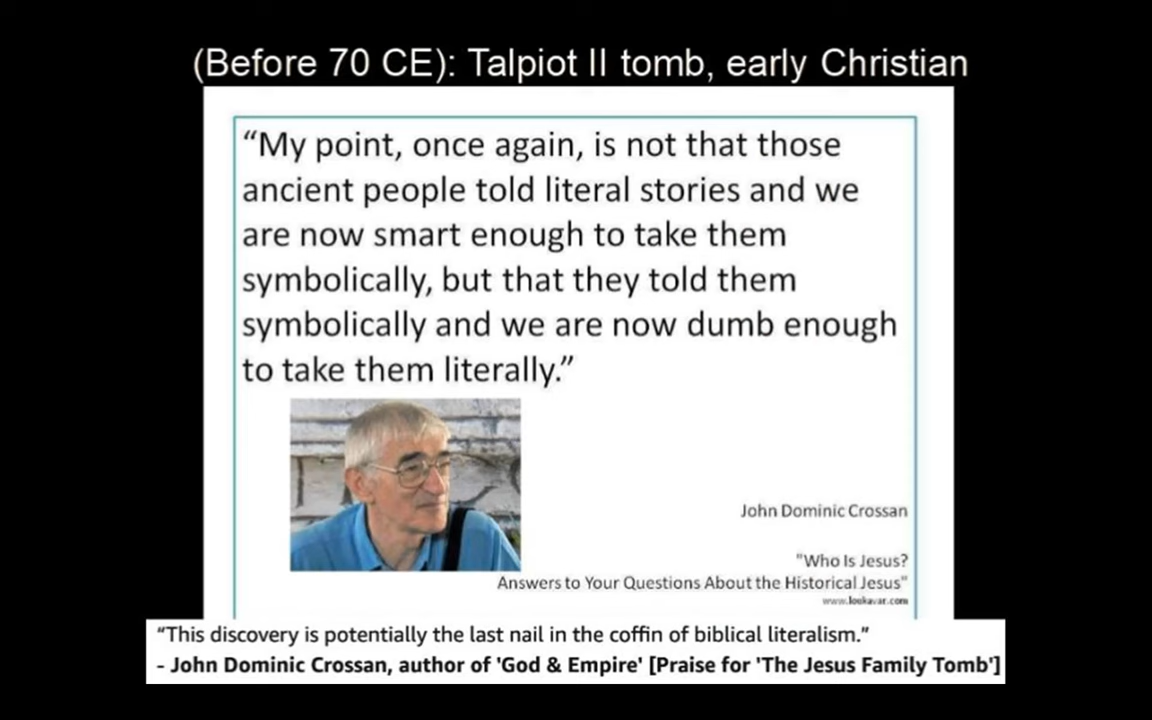 (Before 70 CE): Talpiot II tomb, early Christian
“My point, once again, is not that those
ancient people told literal stories and we
are now smart enough to take them
symbolically, but that they told them
symbolically and we are now dumb enough
to take them literally.”
John Dominic Crossan
"Who Is Jesus?
Answers to Your Questions About the Historical Jesus"
“This discovery is potentially the last nail in the coffin of biblical literalism.”
- John Dominic Crossan, author of 'God & Empire' [Praise for 'The Jesus Family Tomb']